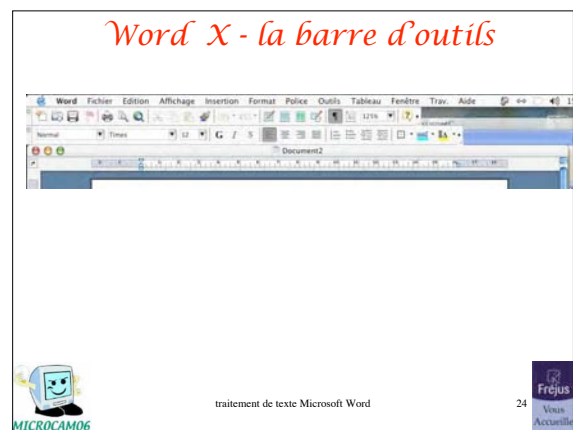 Word X - la barre d'outils
Word Fichier Edition Affichage Insertion Format Police Outils Tableau Fenêtre Trav. Aide
125%
Normal Times 12 G I S
Document2
traitement de texte Microsoft Word
24
MICROCAM06
Fréjus
Vous
Accueille